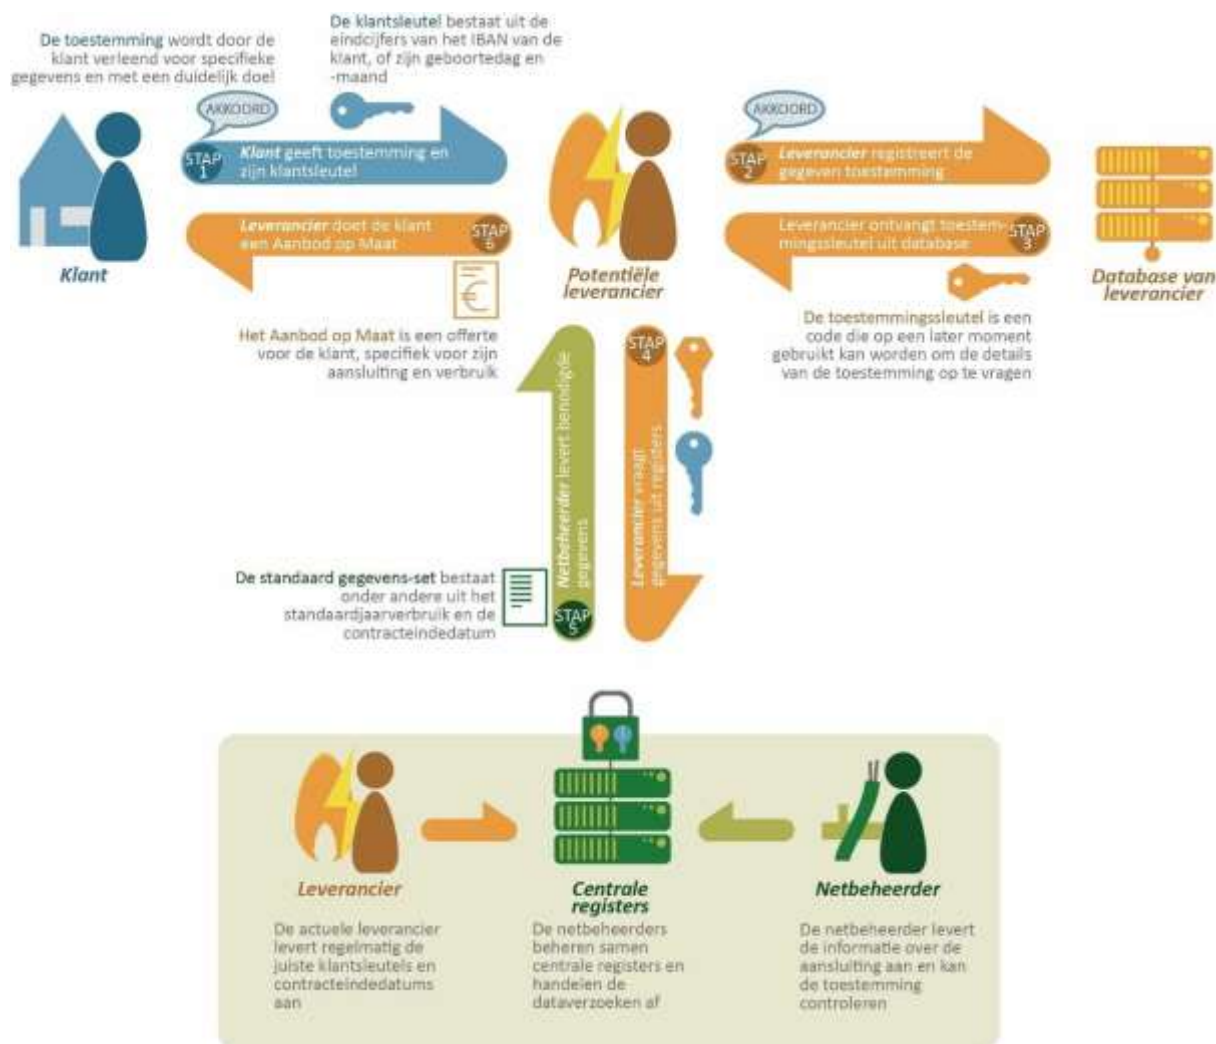 De toestemming wordt door de
klant verleend voor specifieke
gegevens en met een duidelijk doel
De klantsleutel bestaat uit de
eindcijfers van het IBAN van de
klant, of zijn geboortedag en
-maand
AKKOORD
STAP
1
Klant geeft toestemming en
zijn klantsleutel
AKKOORD
STAP
2
Leverancier registreert de
gegeven toestemming
Leverancier doet de klant
een Aanbod op Maat
STAP
6
Leverancier ontvangt toestem-
mingssleutel uit database
STAP
3
Klant
Potentiële
leverancier
Database van
leverancier
Het Aanbod op Maat is een offerte
voor de klant, specifiek voor zijn
aansluiting en verbruik
De toestemmingssleutel is een
code die op een later moment
gebruikt kan worden om de details
van de toestemming op te vragen
STAP
4
Leverancier vraagt
gegevens uit registers
Netbeheerder levert benodigde
gegevens
STAP
5
De standaard gegevens-set bestaat
onder andere uit het
standaardjaarverbruik en de
contracteindedatum
Leverancier
De actuele leverancier
levert regelmatig de
juiste klantsleutels en
contracteindedatums
aan
Centrale
registers
De netbeheerders
beheren samen
centrale registers en
handelen de
dataverzoeken af
Netbeheerder
De netbeheerder levert
de informatie over de
aansluiting aan en kan
de toestemming
controleren